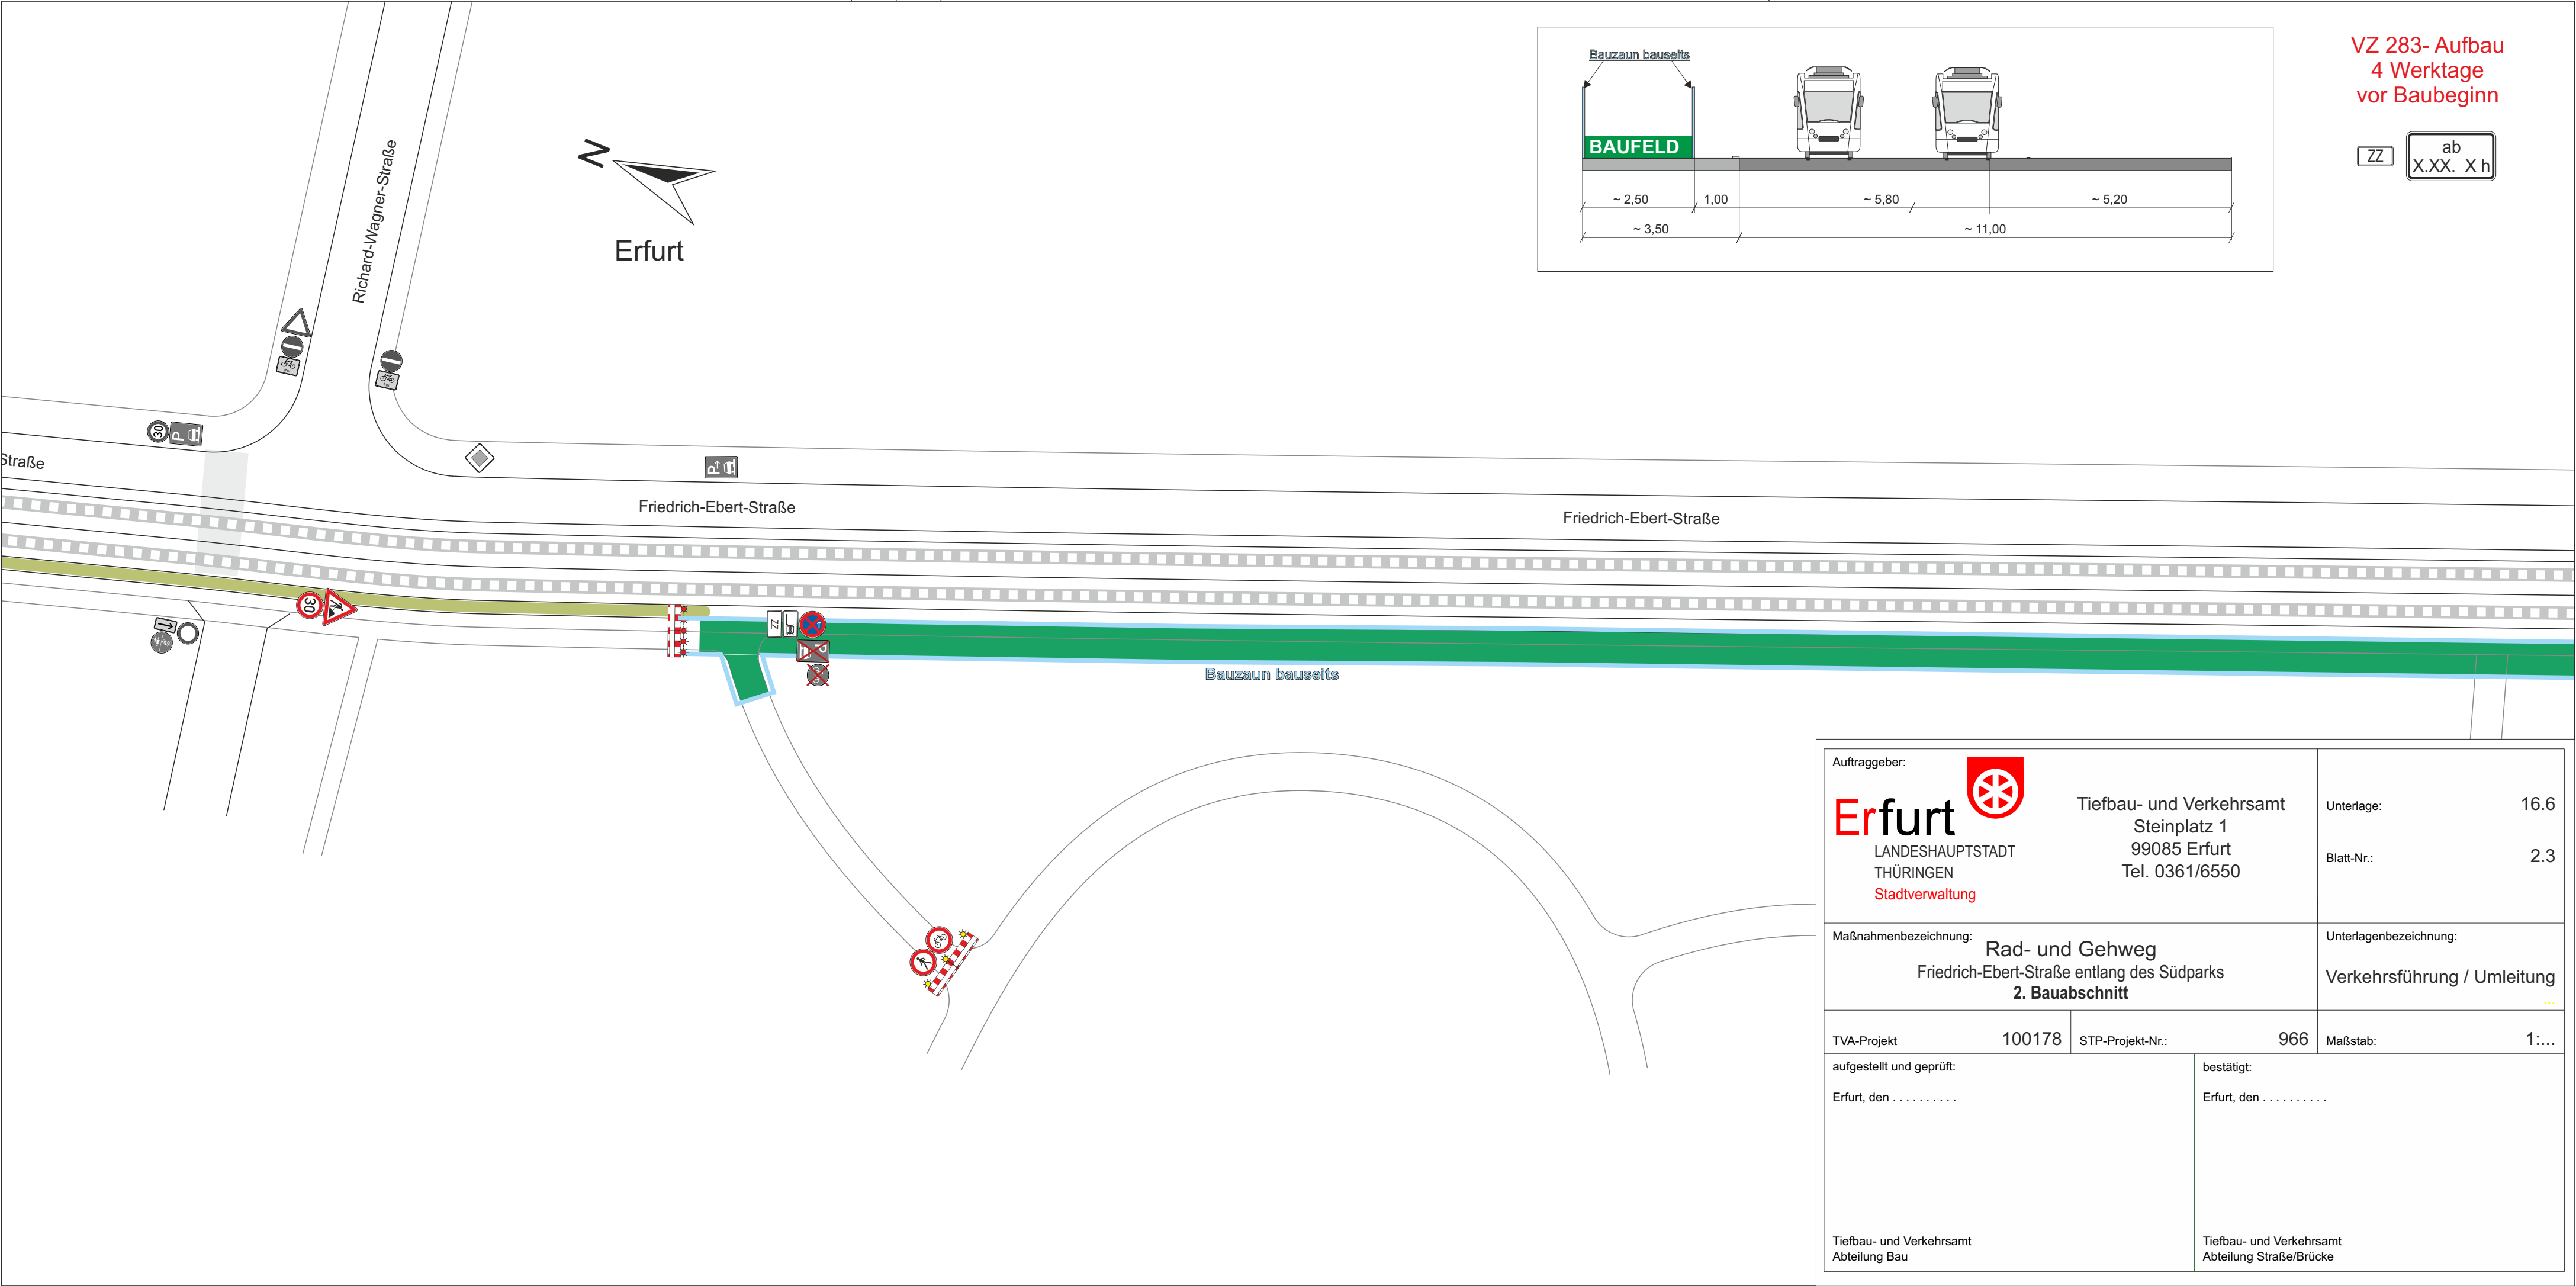 Bauzaun bauseits
BAUFELD
~ 2,50
1,00
~ 5,80
~ 5,20
~ 3,50
~ 11,00
VZ 283- Aufbau
4 Werktage
vor Baubeginn
ZZ
ab
X.XX. X h
N
Erfurt
Richard-Wagner-Straße
30
P
Straße
P
Friedrich-Ebert-Straße
Friedrich-Ebert-Straße
30
ZZ
Bauzaun bauseits
Auftraggeber:
Erfurt
LANDESHAUPTSTADT
THÜRINGEN
Stadtverwaltung
Tiefbau- und Verkehrsamt
Steinplatz 1
99085 Erfurt
Tel. 0361/6550
Unterlage: 16.6
Blatt-Nr.: 2.3
Maßnahmenbezeichnung:
Rad- und Gehweg
Friedrich-Ebert-Straße entlang des Südparks
2. Bauabschnitt
Unterlagenbezeichnung:
Verkehrsführung / Umleitung
...
TVA-Projekt 100178
STP-Projekt-Nr.: 966
Maßstab: 1:...
aufgestellt und geprüft:
Erfurt, den . . . . . . . . . .
Tiefbau- und Verkehrsamt
Abteilung Bau
bestätigt:
Erfurt, den . . . . . . . . . .
Tiefbau- und Verkehrsamt
Abteilung Straße/Brücke